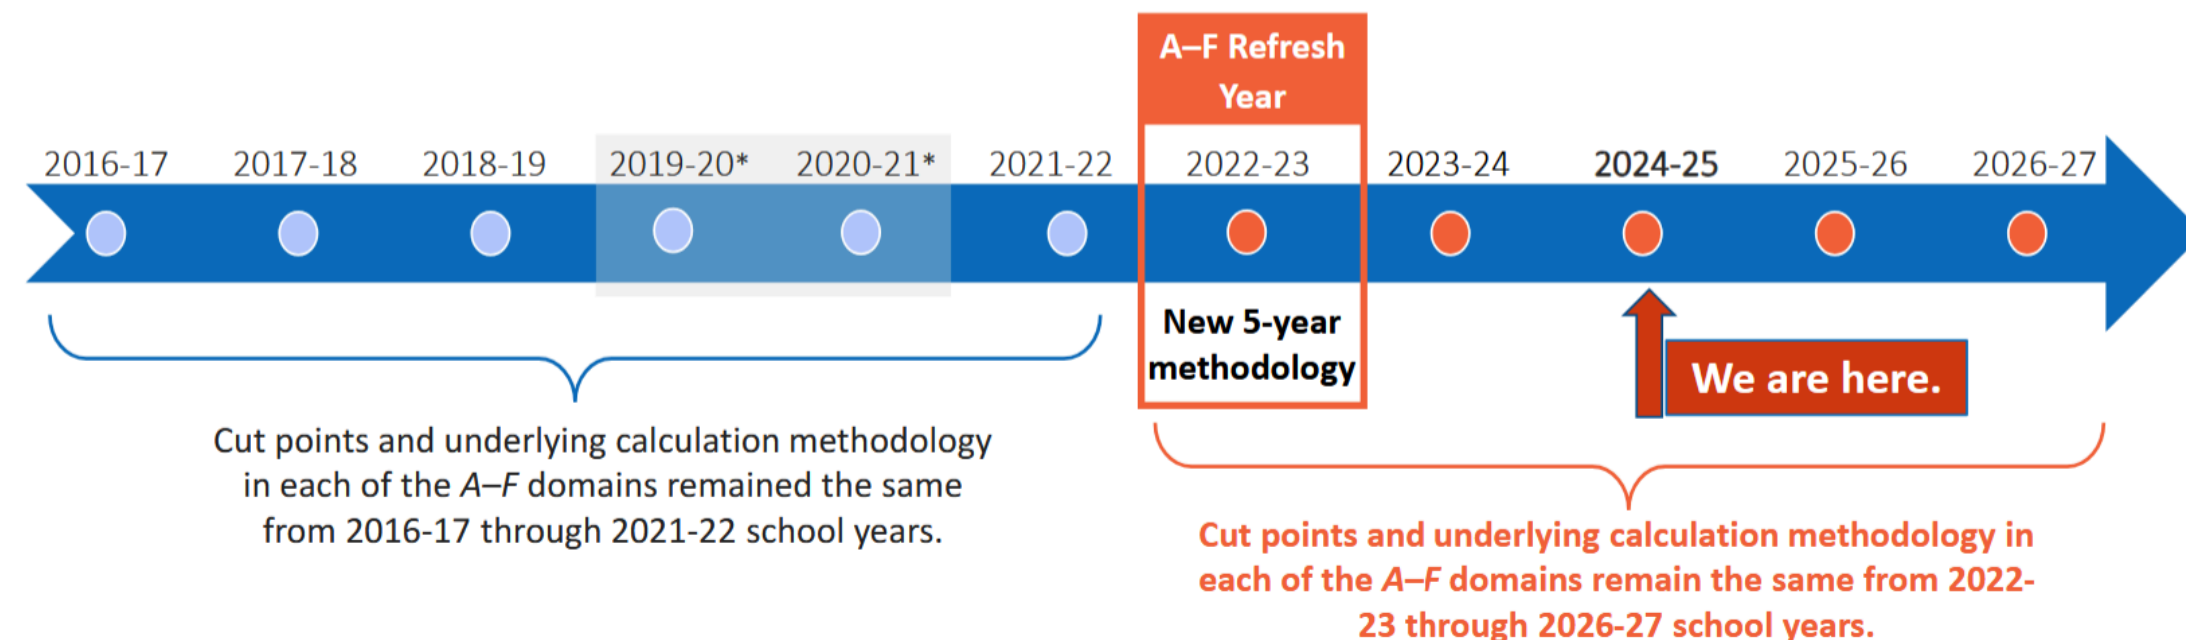 A–F Refresh
Year
2016-17 2017-18 2018-19 2019-20* 2020-21* 2021-22 2022-23 2023-24 2024-25 2025-26 2026-27
New 5-year
methodology
We are here.
Cut points and underlying calculation methodology
in each of the A–F domains remained the same
from 2016-17 through 2021-22 school years.
Cut points and underlying calculation methodology in
each of the A–F domains remain the same from 2022-
23 through 2026-27 school years.